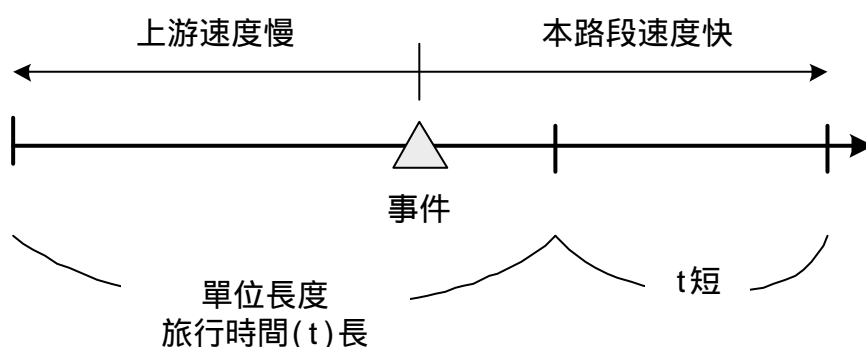 上游速度慢
本路段速度快
事件
t短
單位長度
旅行時間(t)長